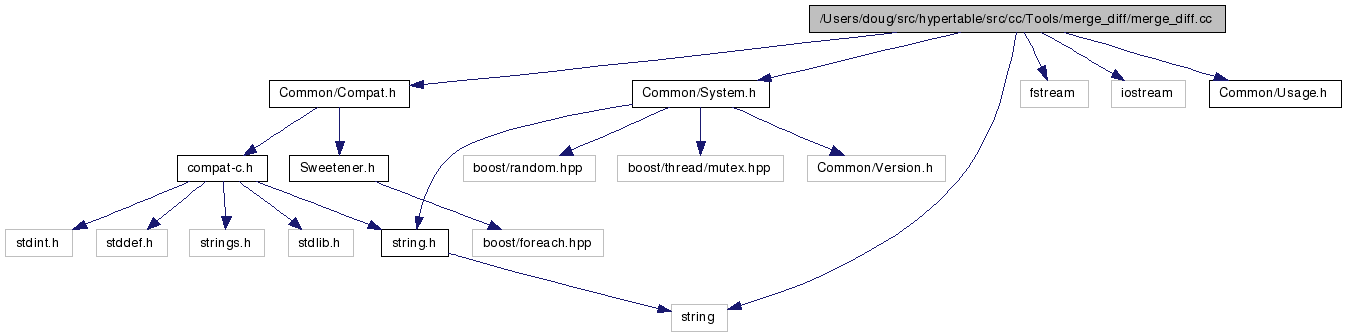 /Users/doug/src/hypertable/src/cc/Tools/merge_diff/merge_diff.cc
Common/Compat.h
Common/System.h
fstream
iostream
Common/Usage.h
compat-c.h
Sweetener.h
boost/random.hpp
boost/thread/mutex.hpp
Common/Version.h
stdint.h
stddef.h
strings.h
stdlib.h
string.h
boost/foreach.hpp
string